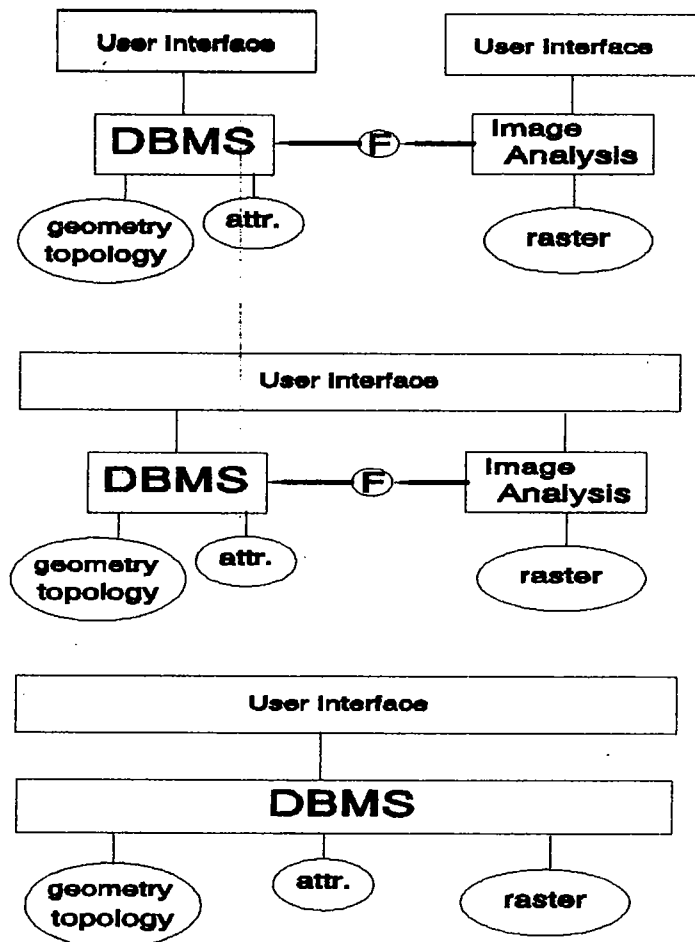 User Interface
User Interface
DBMS
F
Image
Analysis
geometry
topology
attr.
raster
User Interface
DBMS
F
Image
Analysis
geometry
topology
attr.
raster
User Interface
DBMS
geometry
topology
attr.
raster